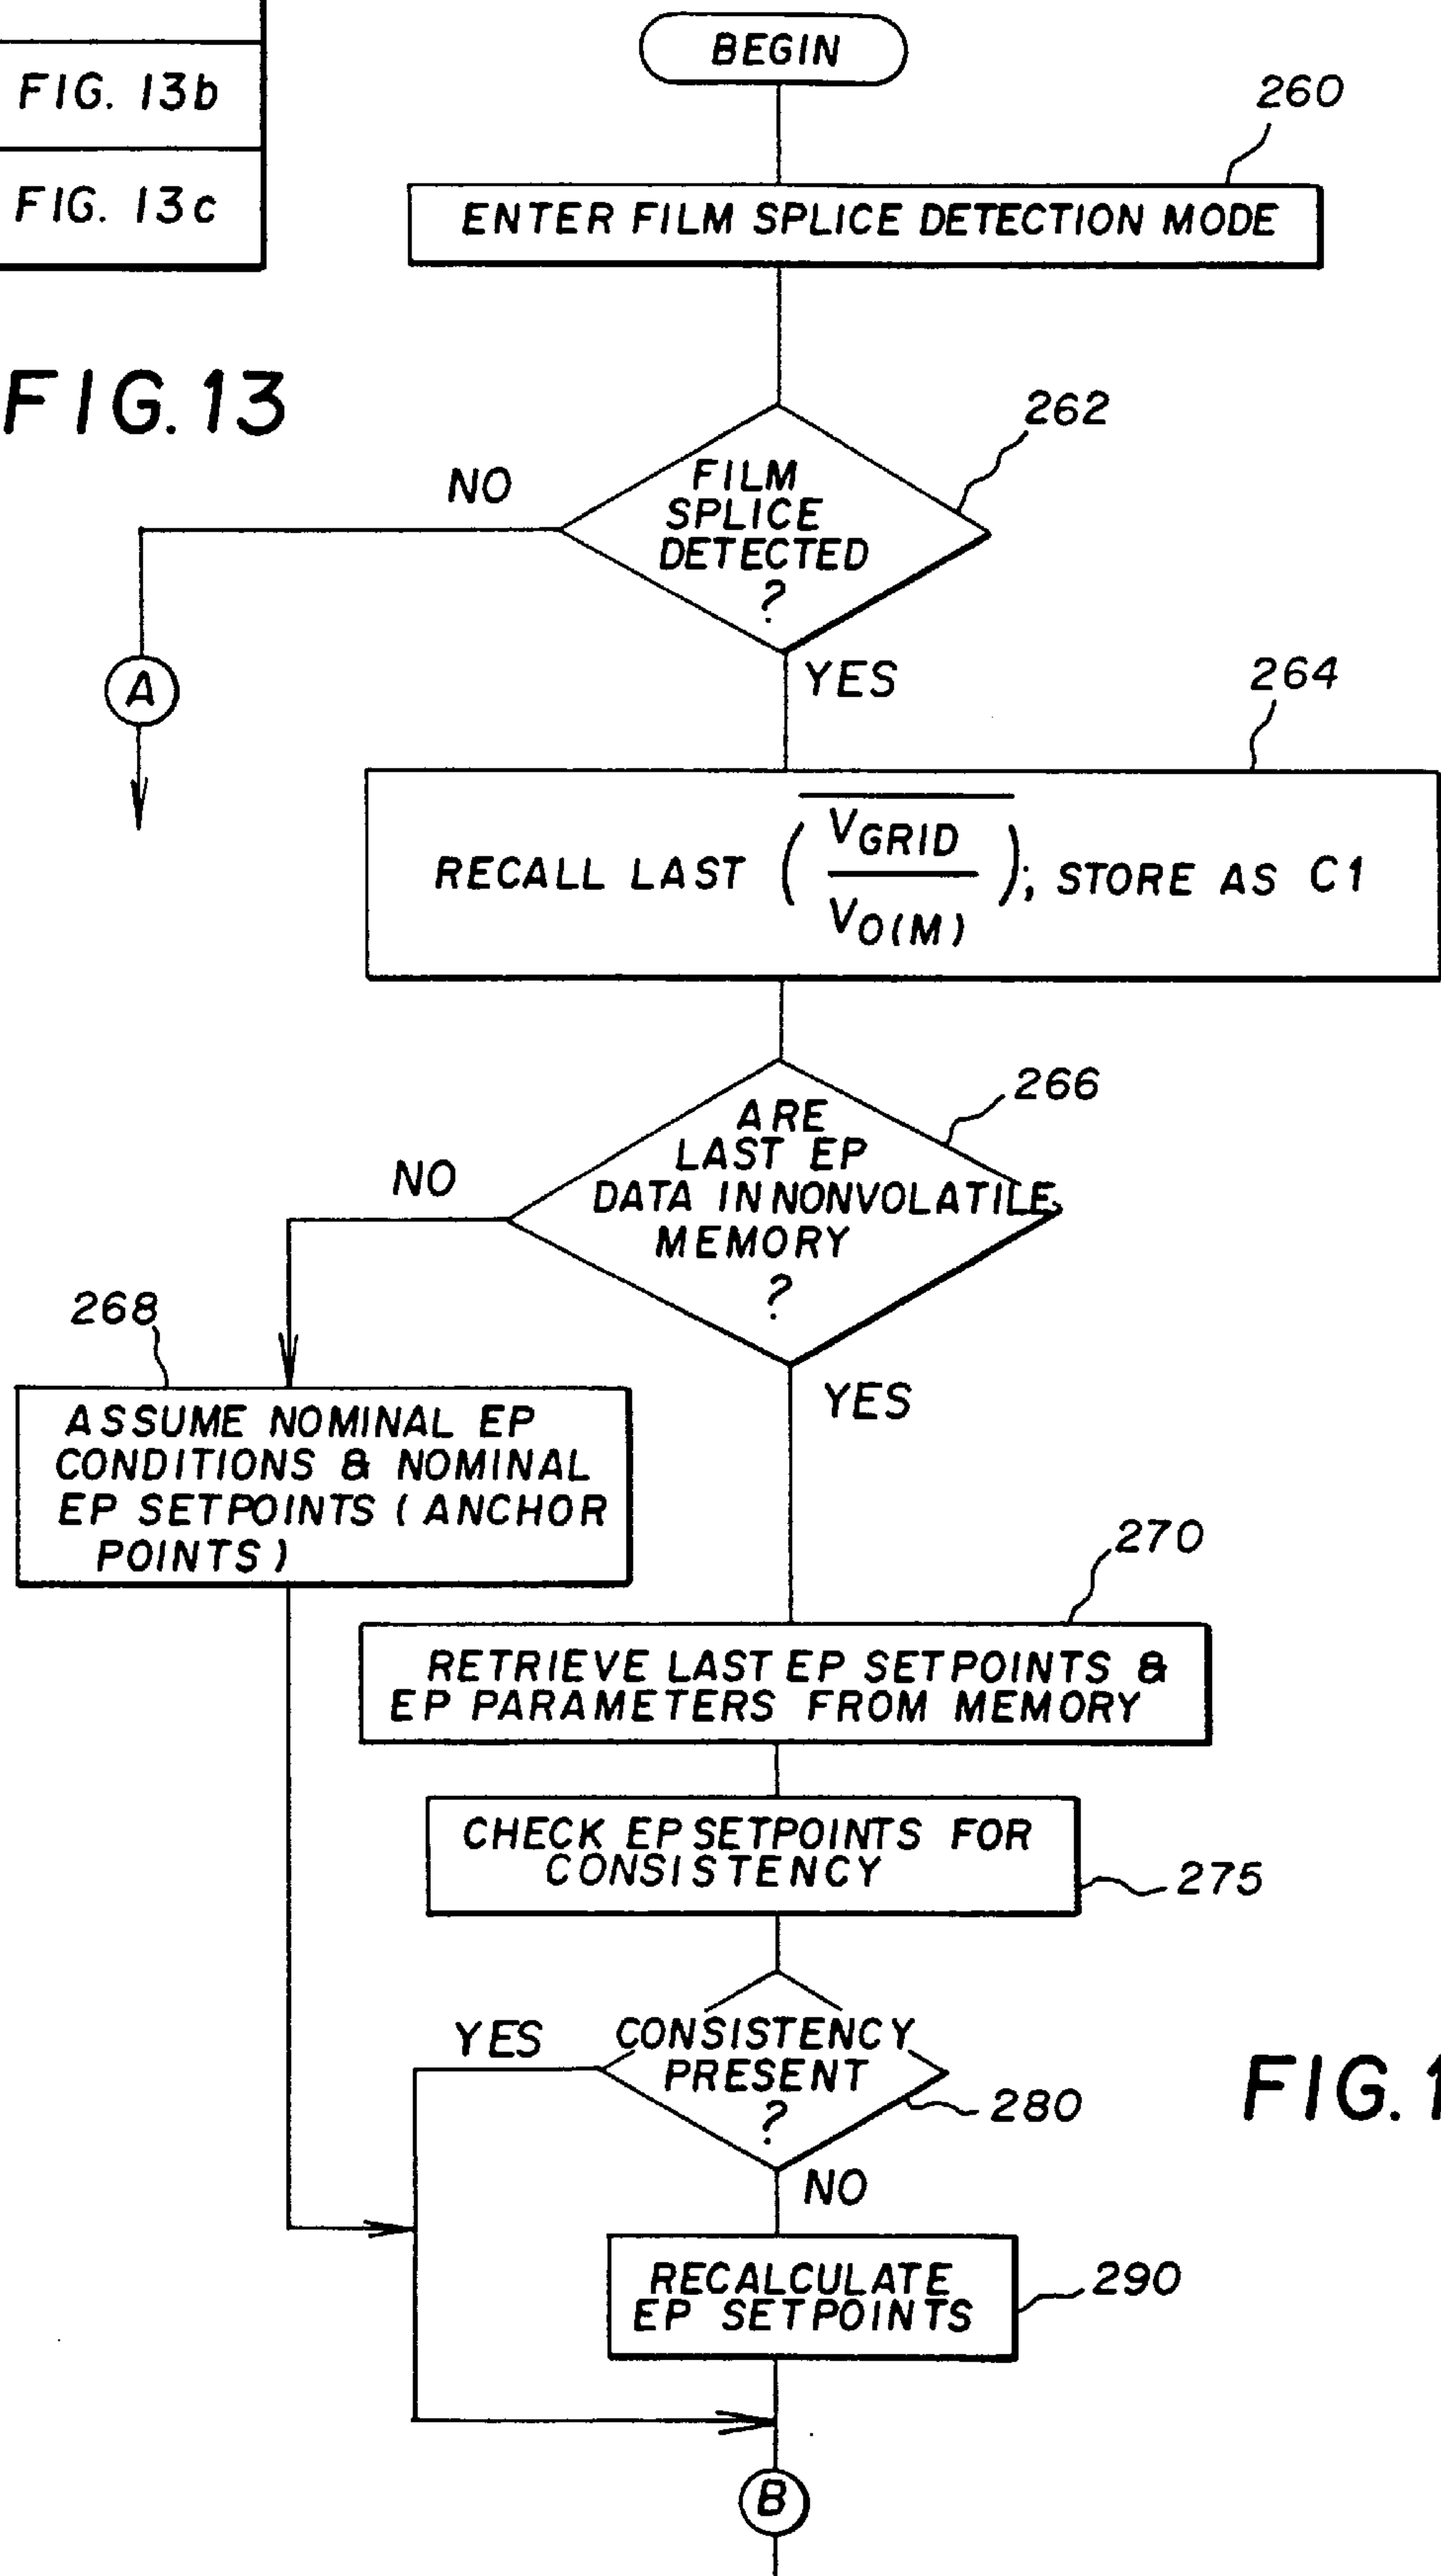 FIG. 13b
FIG. 13c
FIG. 13
BEGIN
260
ENTER FILM SPLICE DETECTION MODE
262
FILM
SPLICE
DETECTED
?
NO
A
YES
264
RECALL LAST (VGRID / VO(M)); STORE AS C1
266
ARE
LAST EP
DATA IN NONVOLATILE
MEMORY
?
NO
268
ASSUME NOMINAL EP
CONDITIONS & NOMINAL
EP SETPOINTS (ANCHOR
POINTS)
YES
270
RETRIEVE LAST EP SETPOINTS &
EP PARAMETERS FROM MEMORY
CHECK EP SETPOINTS FOR
CONSISTENCY
275
YES
CONSISTENCY
PRESENT
?
280
FIG. 1
NO
RECALCULATE
EP SETPOINTS
290
B